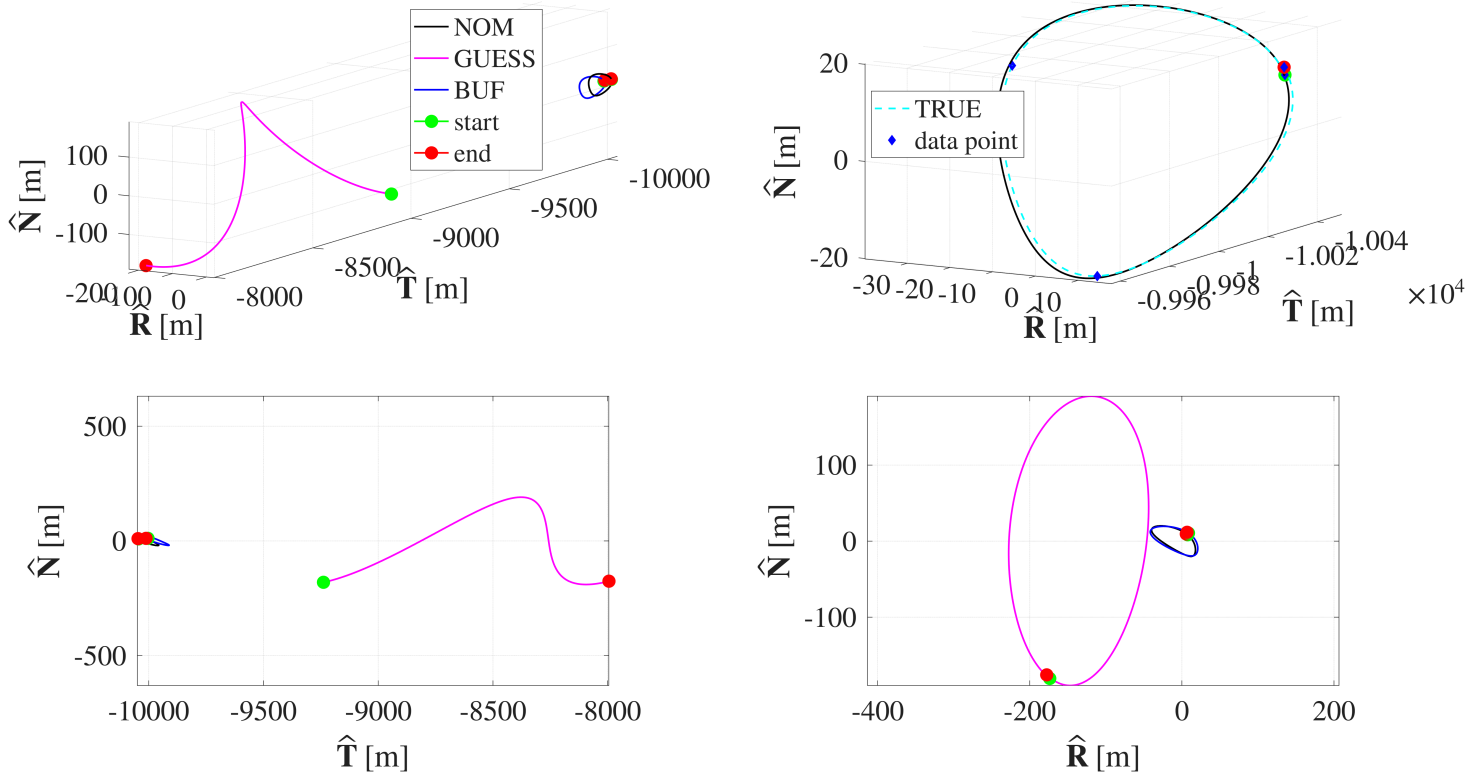 NOM
GUESS
BUF
start
end
100
0
-100
N̂ [m]
-200
-100
0
R̂ [m]
-8000
-8500
-9000
-9500
-10000
T̂ [m]
TRUE
data point
20
0
-20
N̂ [m]
-30
-20
-10
0
10
R̂ [m]
-0.996
-0.998
-1
-1.002
-1.004
×10⁴
T̂ [m]
500
0
-500
N̂ [m]
-10000
-9500
-9000
-8500
-8000
T̂ [m]
100
0
-100
N̂ [m]
-400
-200
0
200
R̂ [m]